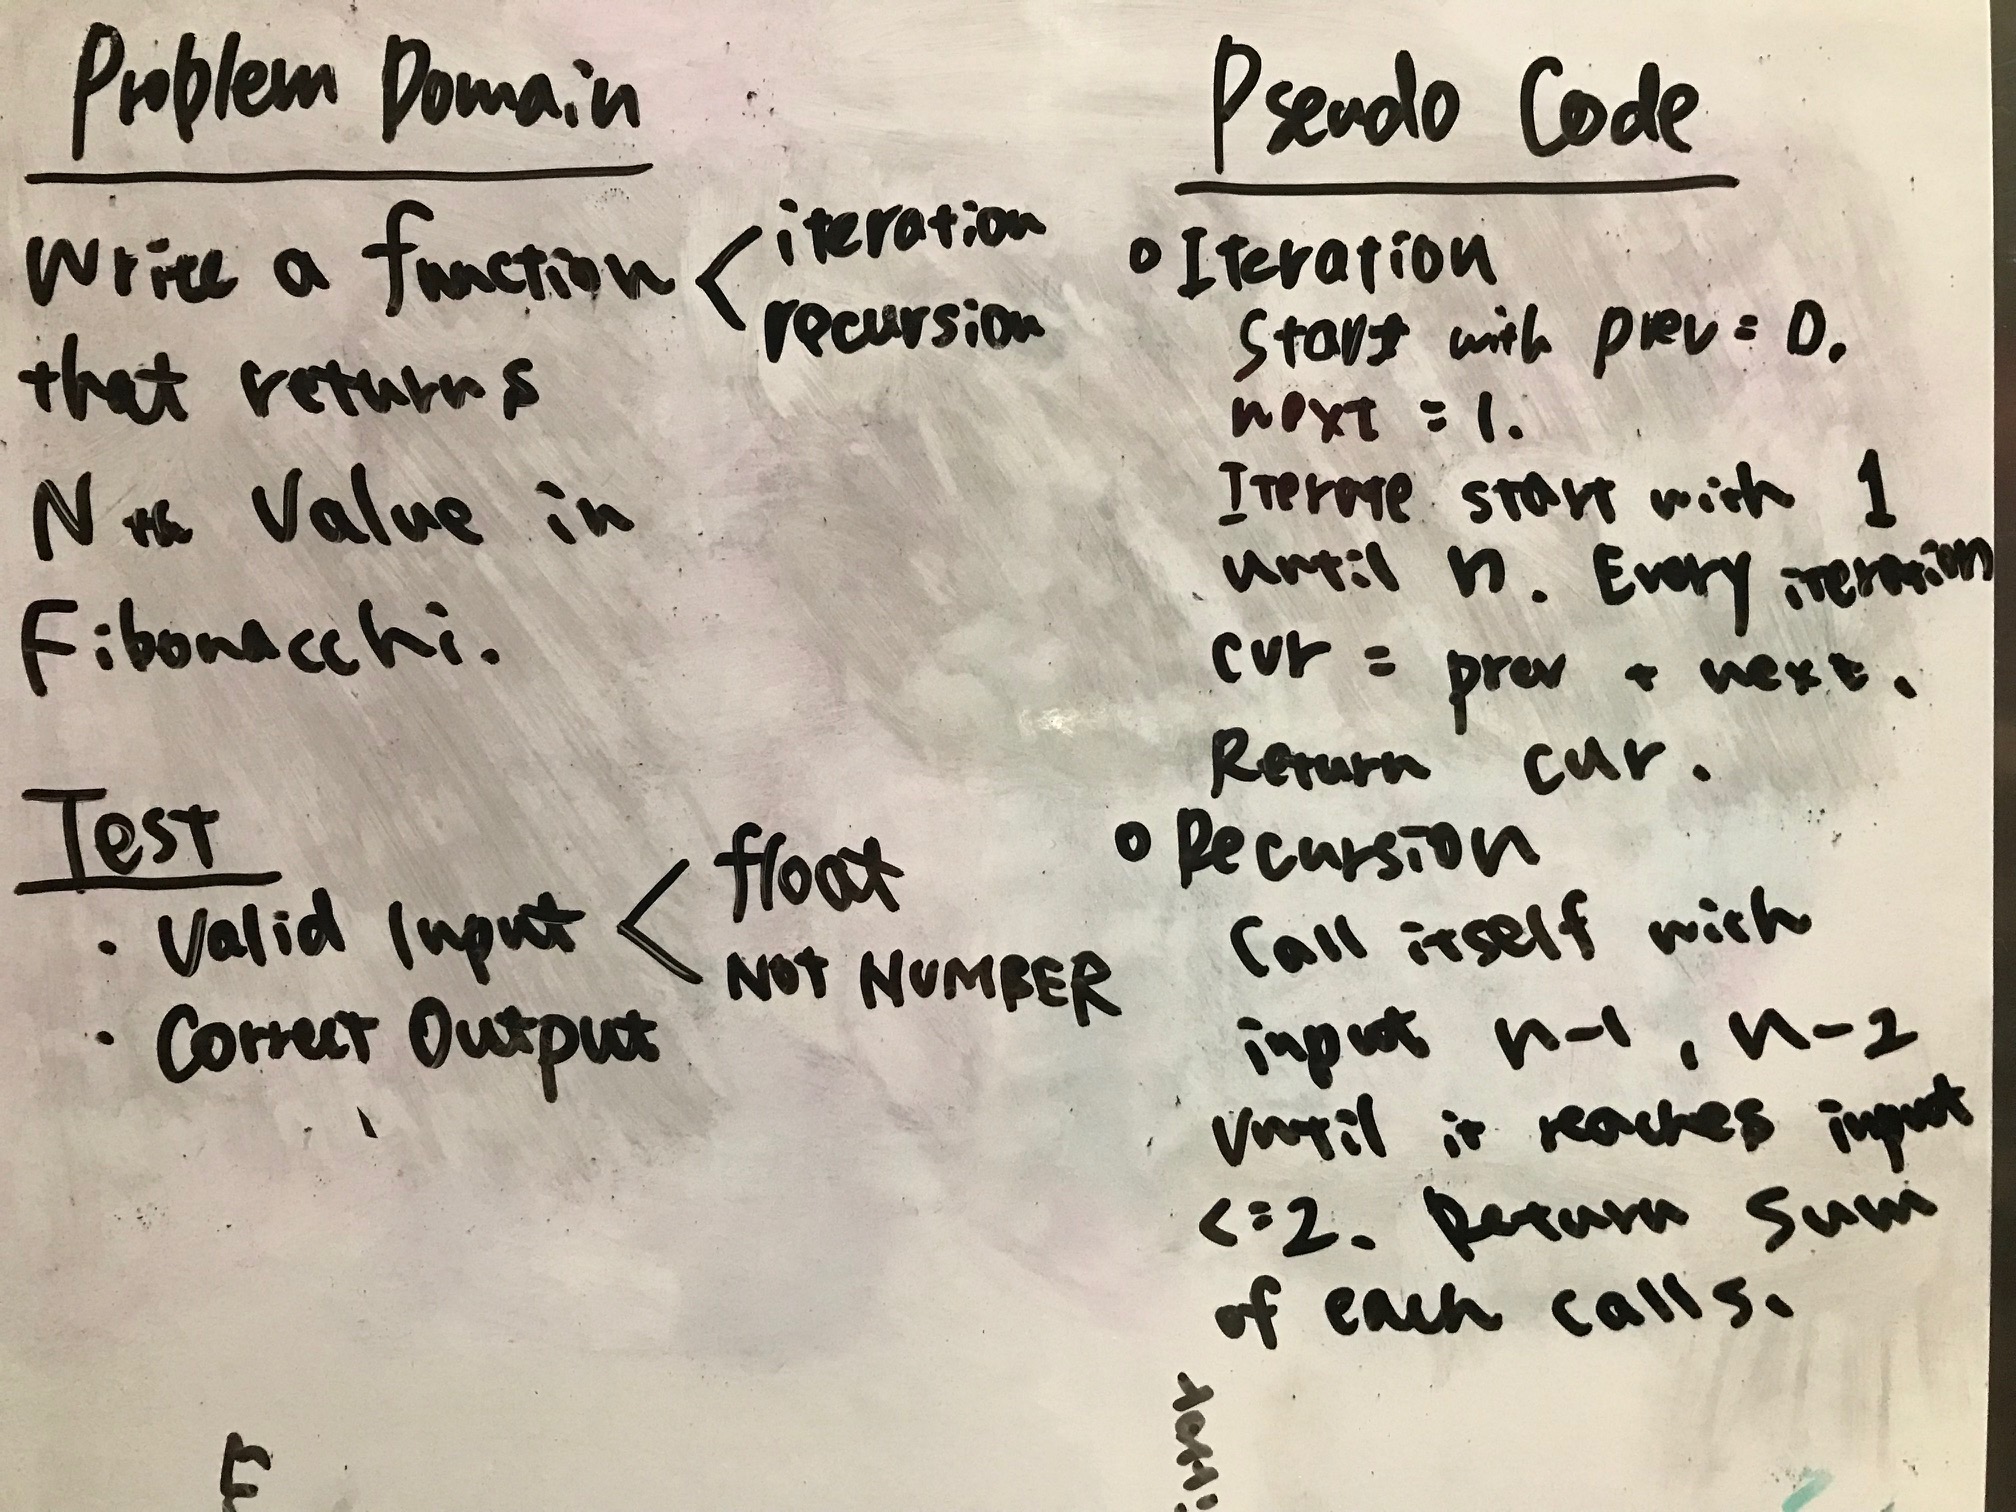 Problem Domain
Write a function < iteration
recursion
that returns
Nth Value in
Fibonacchi.
Test
· Valid Input < float
NOT NUMBER
· Correct Output
Pseudo Code
o Iteration
Start with prev = 0.
next = 1.
Iterate start with 1
until n. Every iteration
cur = prev + next.
Return cur.
o Recursion
Call itself with
input n-1, n-2
until it reaches input
<=2. Return sum
of each calls.